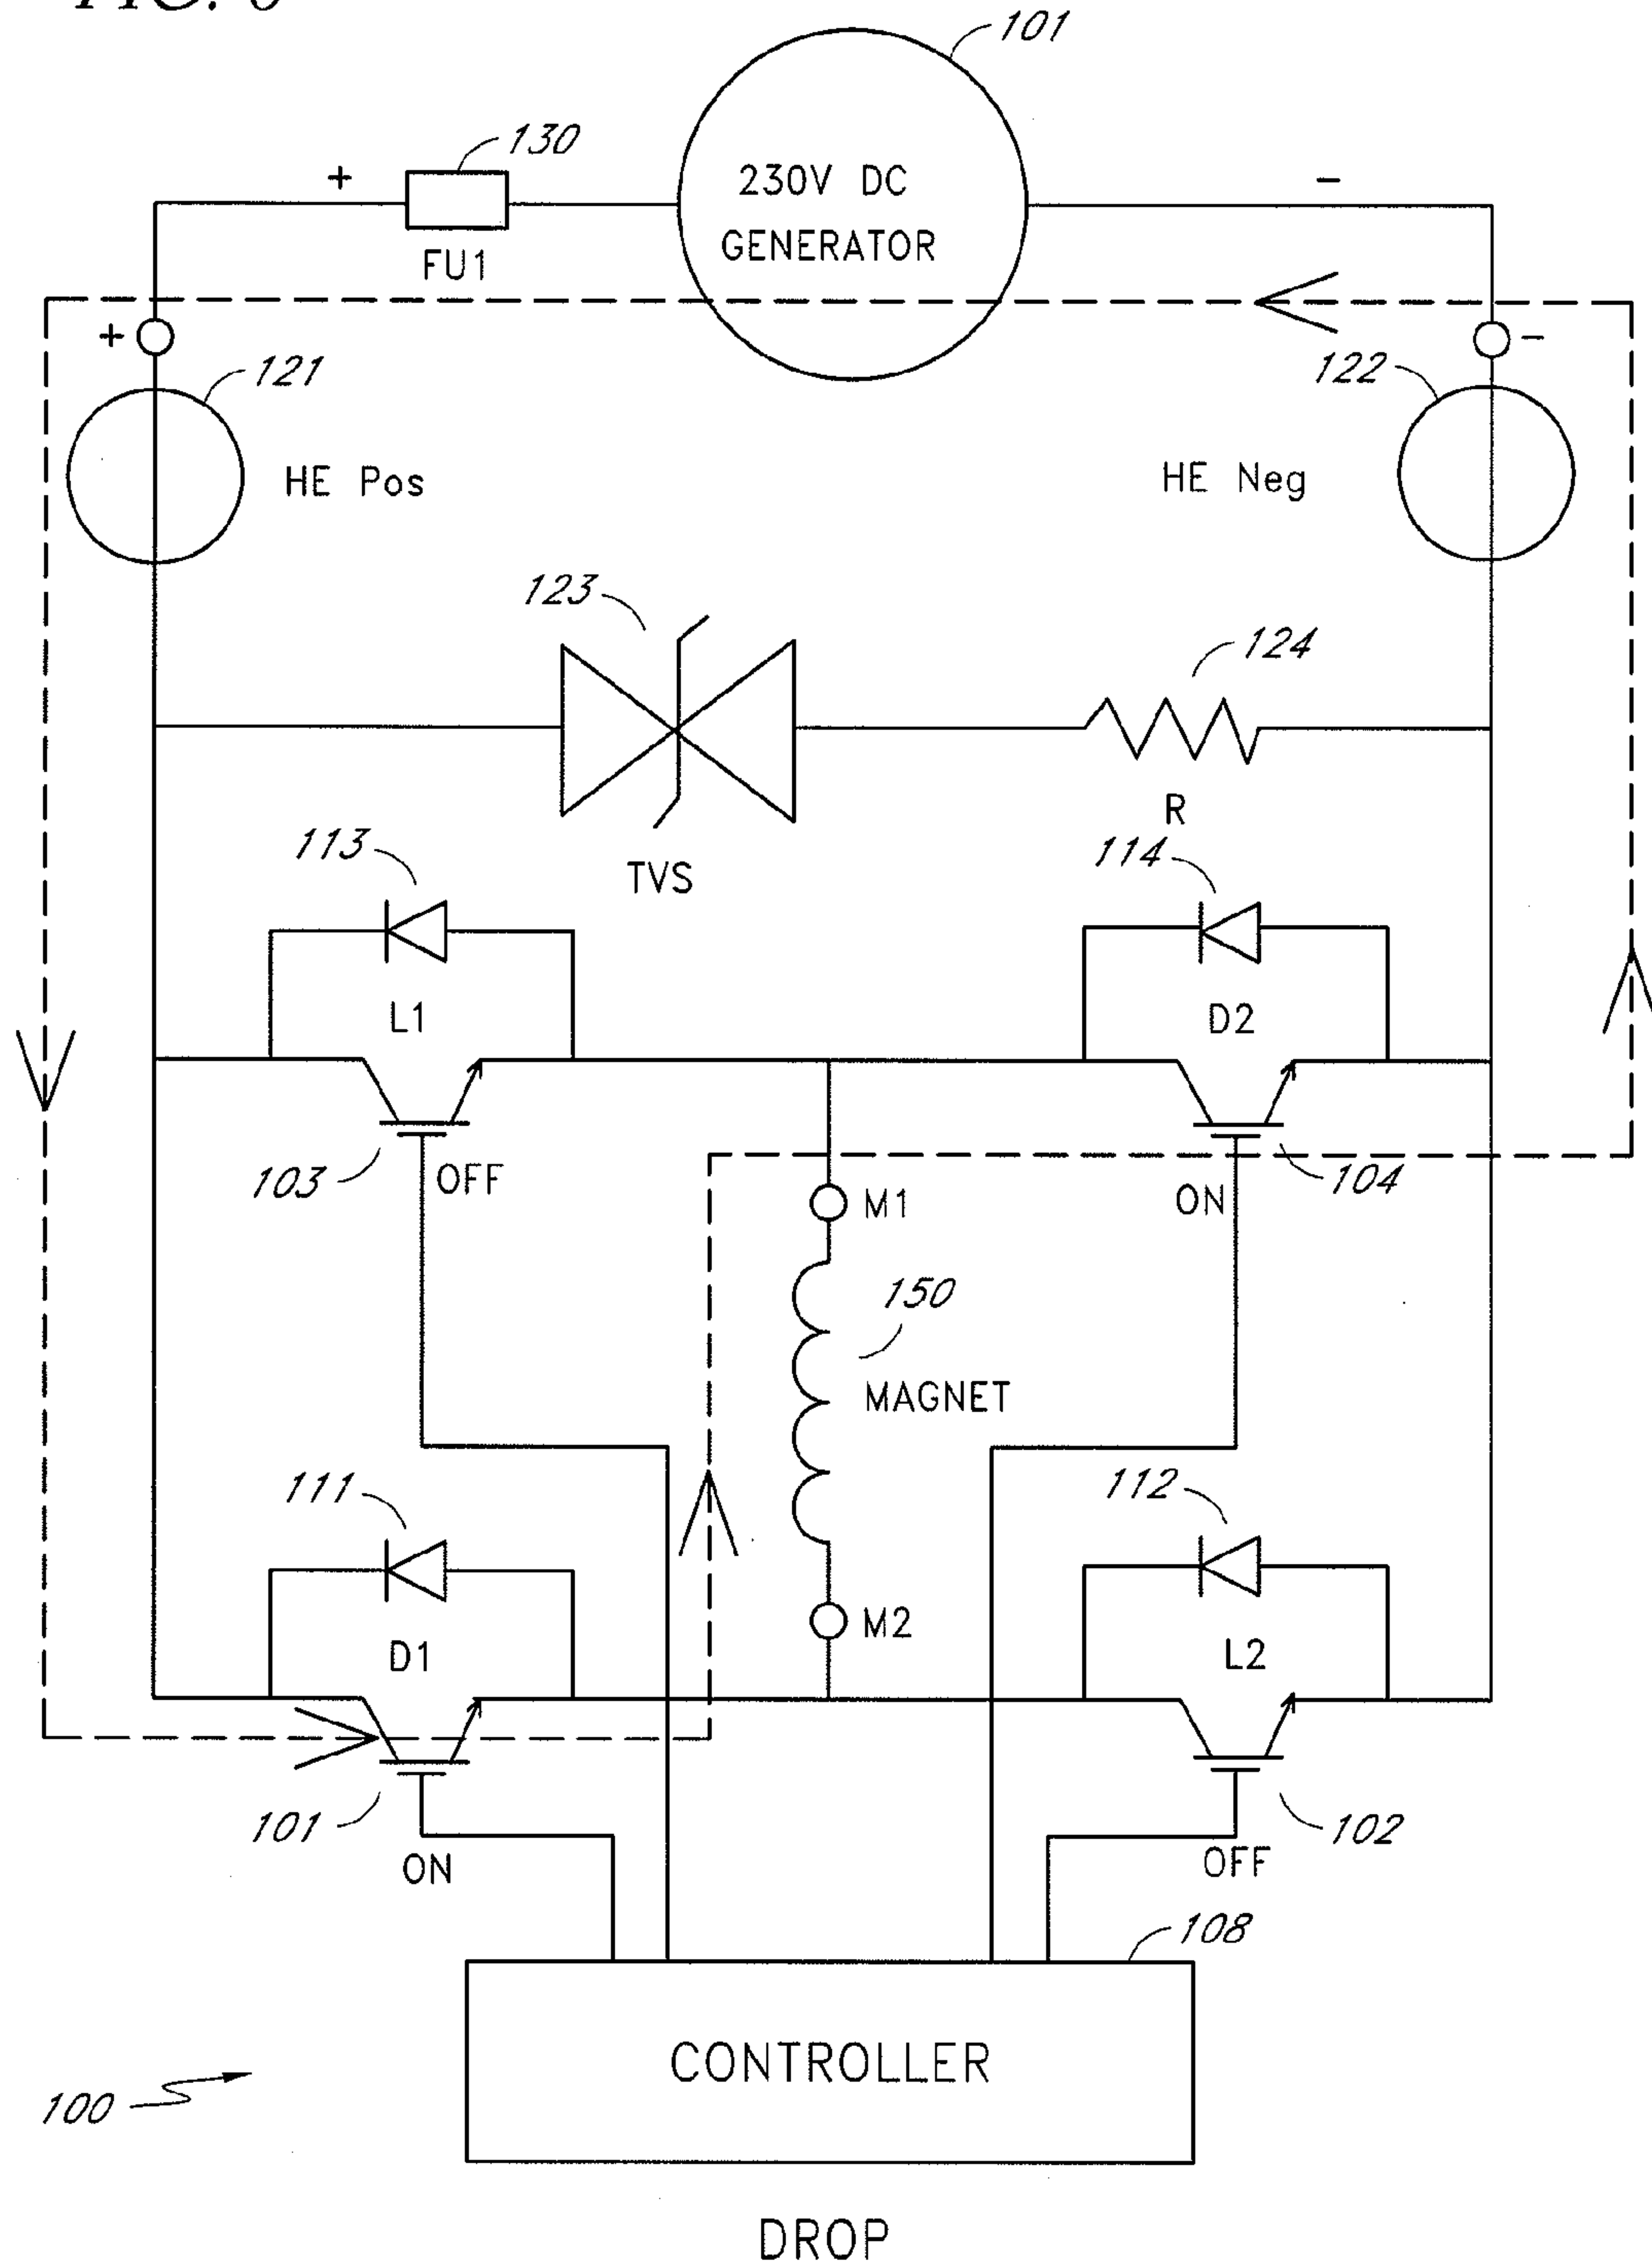 FIG. 6
101
130
+
230V DC
GENERATOR
−
FU1
+
−
121
122
HE Pos
HE Neg
123
124
R
TVS
113
114
L1
D2
103
OFF
ON
104
M1
150
MAGNET
111
112
M2
D1
L2
101
ON
102
OFF
108
CONTROLLER
100
DROP